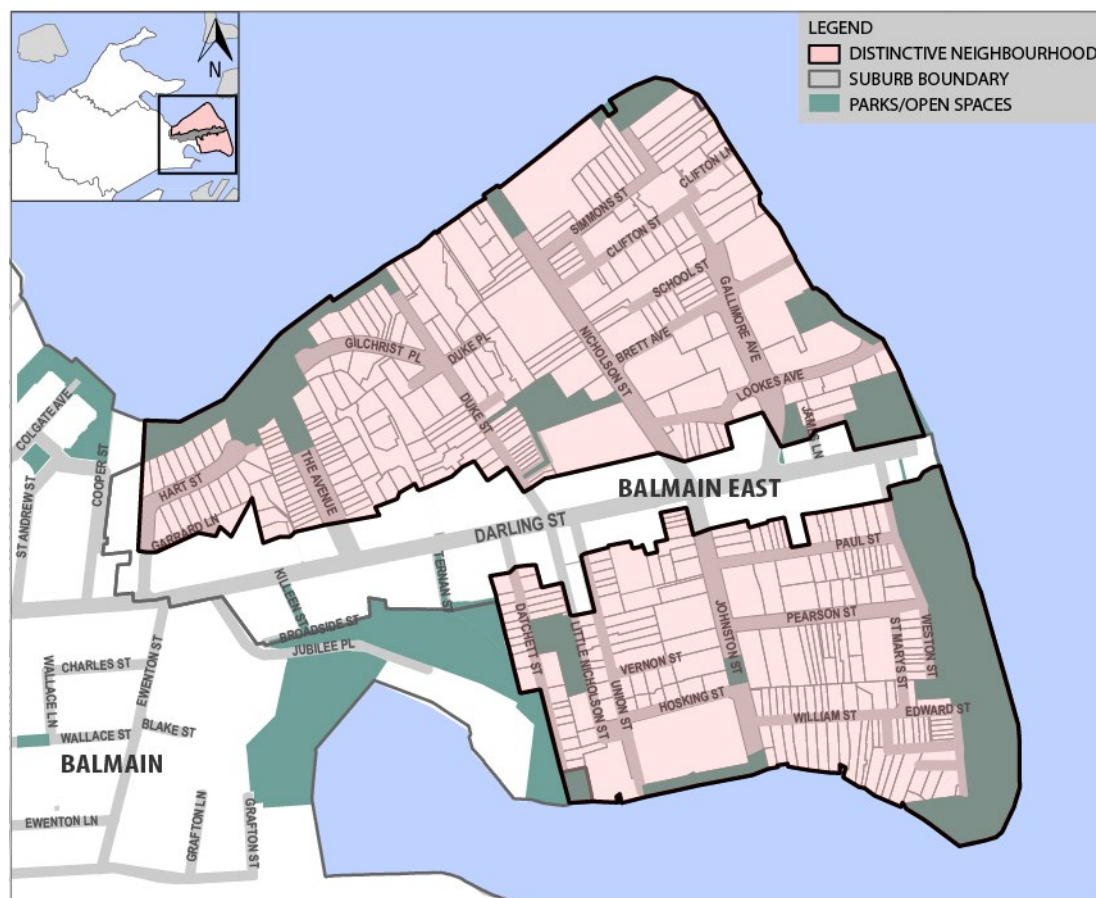 N
LEGEND
DISTINCTIVE NEIGHBOURHOOD
SUBURB BOUNDARY
PARKS/OPEN SPACES
CLIFTON LN
SIMMONS ST
CLIFTON ST
SCHOOL ST
GALLIMORE AVE
NICHOLSON ST
BRETT AVE
GILCHRIST PL
DUKE PL
LOOKES AVE
DUKE ST
JAMES LN
COLGATE AVE
COOPER ST
ST ANDREW ST
HART ST
THE AVENUE
GARRARD LN
BALMAIN EAST
DARLING ST
PAUL ST
KILLEEN ST
TERNAN ST
DATCHETT ST
LITTLE NICHOLSON ST
JOHNSTON ST
PEARSON ST
ST MARYS ST
WESTON ST
BROADSIDE ST
JUBILEE PL
EWENTON ST
CHARLES ST
WALLACE LN
VERNON ST
UNION ST
HOSKING ST
WILLIAM ST
EDWARD ST
BLAKE ST
WALLACE ST
BALMAIN
EWENTON LN
GRAFTON LN
GRAFTON ST